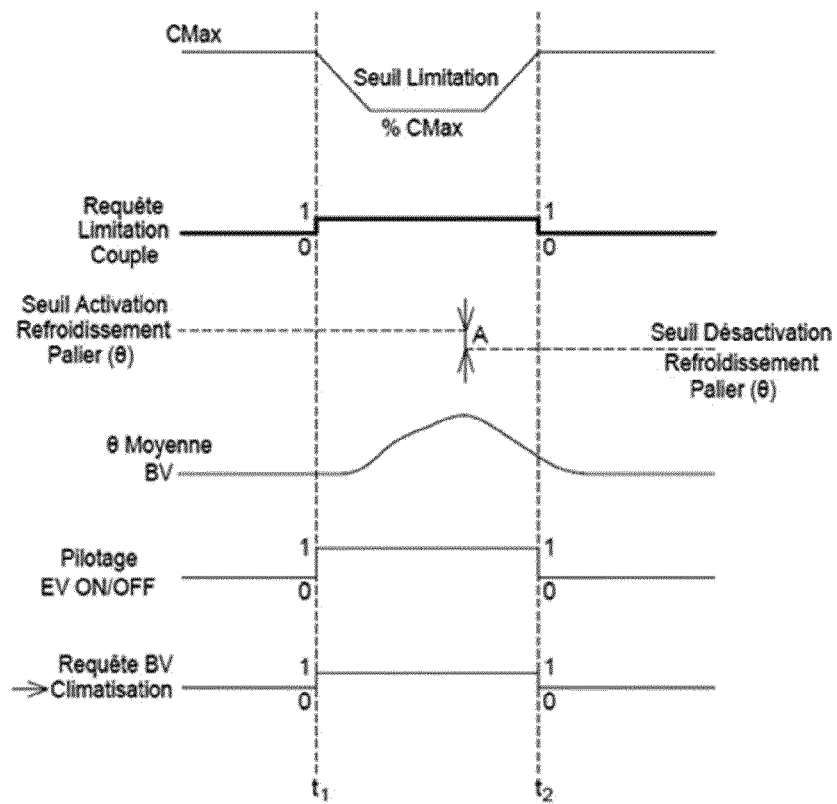 CMax
Seuil Limitation
% CMax
Requête
Limitation
Couple
1
0
1
0
Seuil Activation
Refroidissement
Palier (θ)
A
Seuil Désactivation
Refroidissement
Palier (θ)
θ Moyenne
BV
Pilotage
EV ON/OFF
1
0
1
0
Requête BV
Climatisation
1
0
1
0
t1
t2